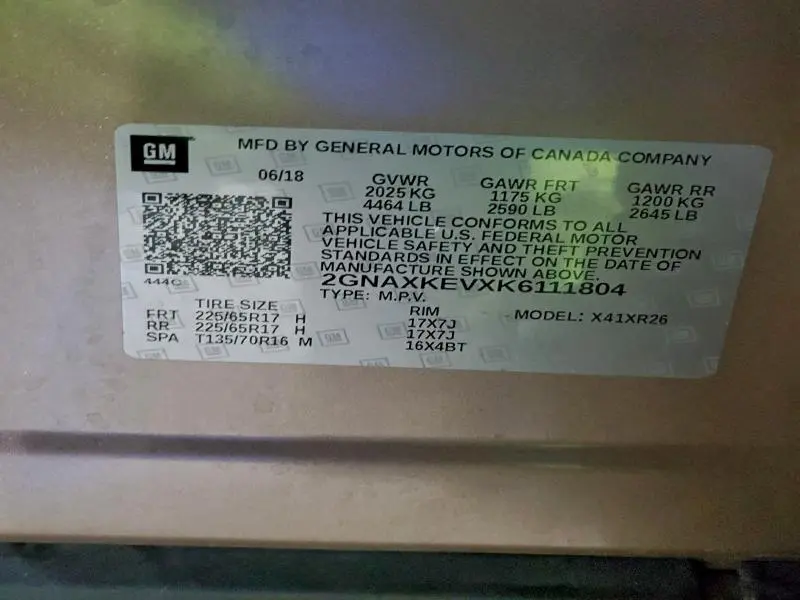 GM
MFD BY GENERAL MOTORS OF CANADA COMPANY
06/18
GVWR
2025 KG
4464 LB
GAWR FRT
1175 KG
2590 LB
GAWR RR
1200 KG
2645 LB
THIS VEHICLE CONFORMS TO ALL
APPLICABLE U.S. FEDERAL MOTOR
VEHICLE SAFETY AND THEFT PREVENTION
STANDARDS IN EFFECT ON THE DATE OF
MANUFACTURE SHOWN ABOVE.
2GNAXKEVXK6111804
TYPE: M.P.V.
MODEL: X41XR26
TIRE SIZE RIM
FRT 225/65R17 H 17X7J
RR 225/65R17 H 17X7J
SPA T135/70R16 M 16X4BT